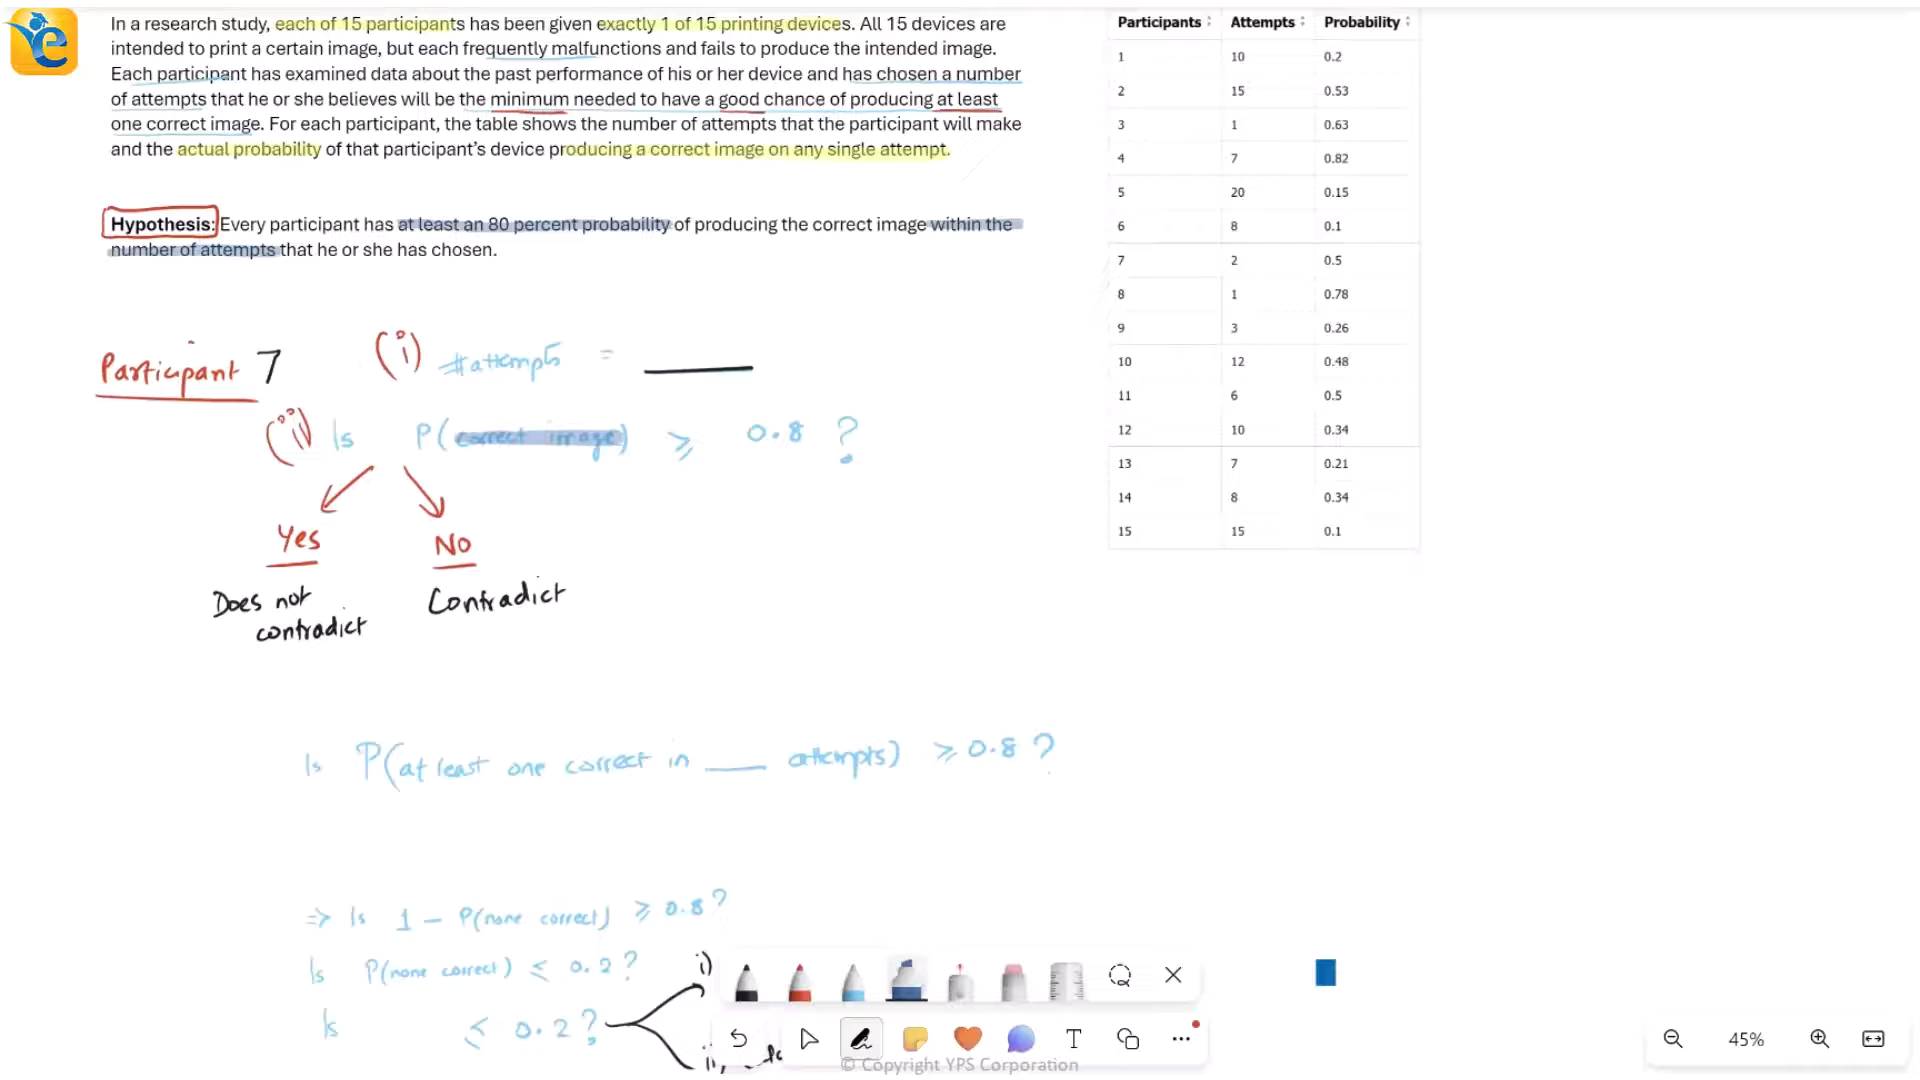 In a research study, each of 15 participants has been given exactly 1 of 15 printing devices. All 15 devices are
intended to print a certain image, but each frequently malfunctions and fails to produce the intended image.
Each participant has examined data about the past performance of his or her device and has chosen a number
of attempts that he or she believes will be the minimum needed to have a good chance of producing at least
one correct image. For each participant, the table shows the number of attempts that the participant will make
and the actual probability of that participant's device producing a correct image on any single attempt.
Hypothesis: Every participant has at least an 80 percent probability of producing the correct image within the
number of attempts that he or she has chosen.
Participants Attempts Probability
1 10 0.2
2 15 0.53
3 1 0.63
4 7 0.82
5 20 0.15
6 8 0.1
7 2 0.5
8 1 0.78
9 3 0.26
10 12 0.48
11 6 0.5
12 10 0.34
13 7 0.21
14 8 0.34
15 15 0.1
Participant 7 (i) #attempts = ____
(ii) Is P(correct image) ⩾ 0.8 ?
Yes No
Does not
contradict
Contradict
Is P(at least one correct in ___ attempts) ⩾ 0.8 ?
⇒ Is 1 − P(none correct) ⩾ 0.8 ?
Is P(none correct) ⩽ 0.2 ?
i)
Is ⩽ 0.2 ?
T
45%
© Copyright YPS Corporation